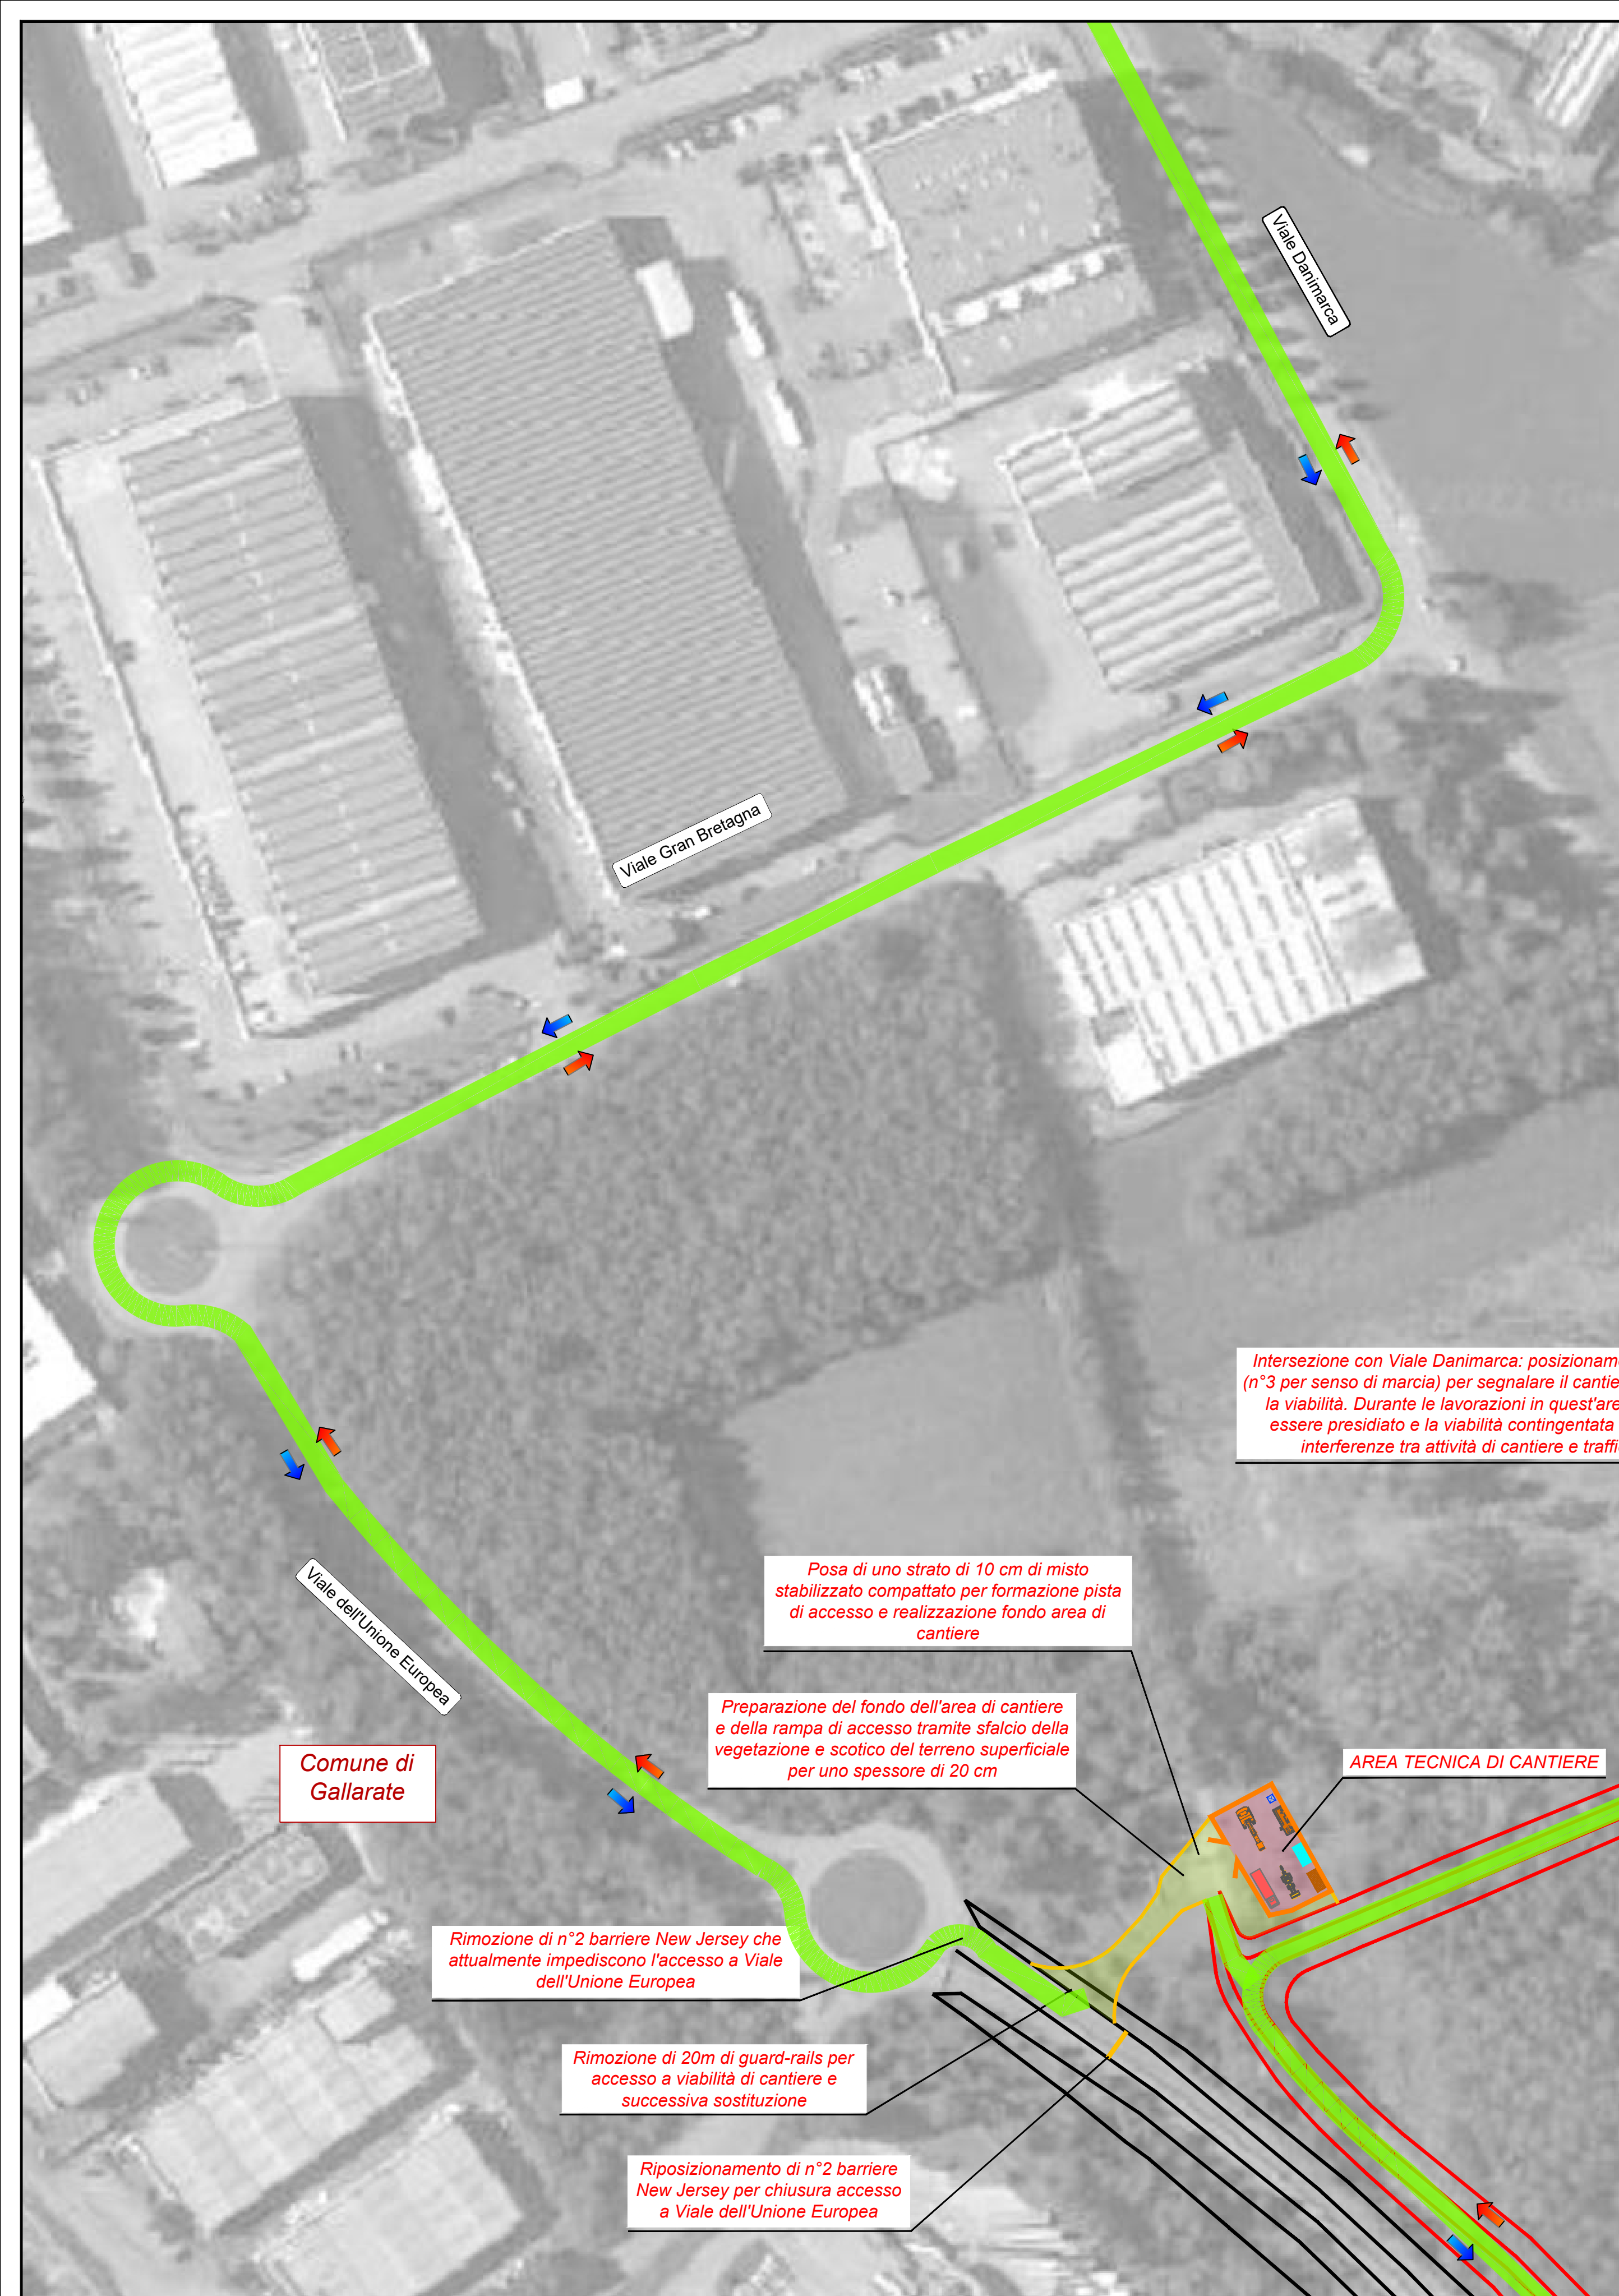 Viale Danimarca
Viale Gran Bretagna
Intersezione con Viale Danimarca:
(n°3 per senso di marcia) per segnalare il
la viabilità. Durante le lavorazioni in
essere presidiato e la viabilità contingentata
interferenze tra attività di cantiere e
Posa di uno strato di 10 cm di misto
stabilizzato compattato per formazione pista
di accesso e realizzazione fondo area di
cantiere
Viale dell'Unione Europea
Preparazione del fondo dell'area di cantiere
e della rampa di accesso tramite sfalcio della
vegetazione e scotico del terreno superficiale
per uno spessore di 20 cm
Comune di
Gallarate
AREA TECNICA DI CANTIERE
Rimozione di n°2 barriere New Jersey che
attualmente impediscono l'accesso a Viale
dell'Unione Europea
Rimozione di 20m di guard-rails per
accesso a viabilità di cantiere e
successiva sostituzione
Riposizionamento di n°2 barriere
New Jersey per chiusura accesso
a Viale dell'Unione Europea